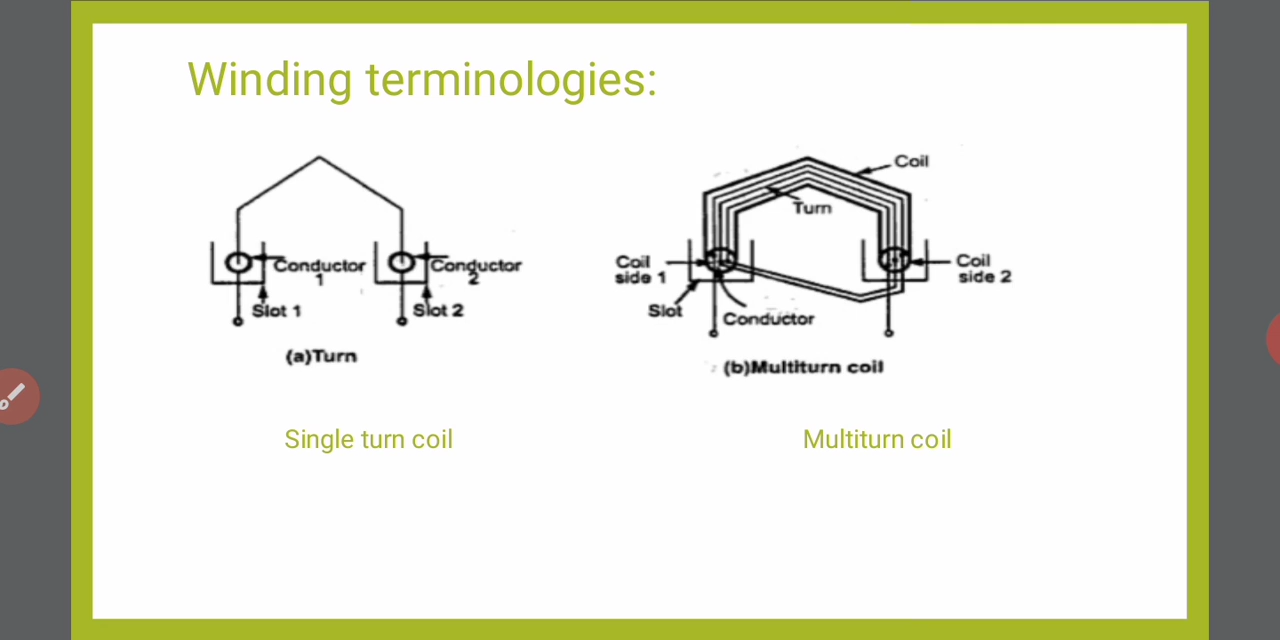 Winding terminologies:
Conductor
1
Slot 1
Conductor
2
Slot 2
(a)Turn
Coil
Turn
Coil
side 1
Coil
side 2
Slot
Conductor
(b)Multiturn coil
Single turn coil
Multiturn coil